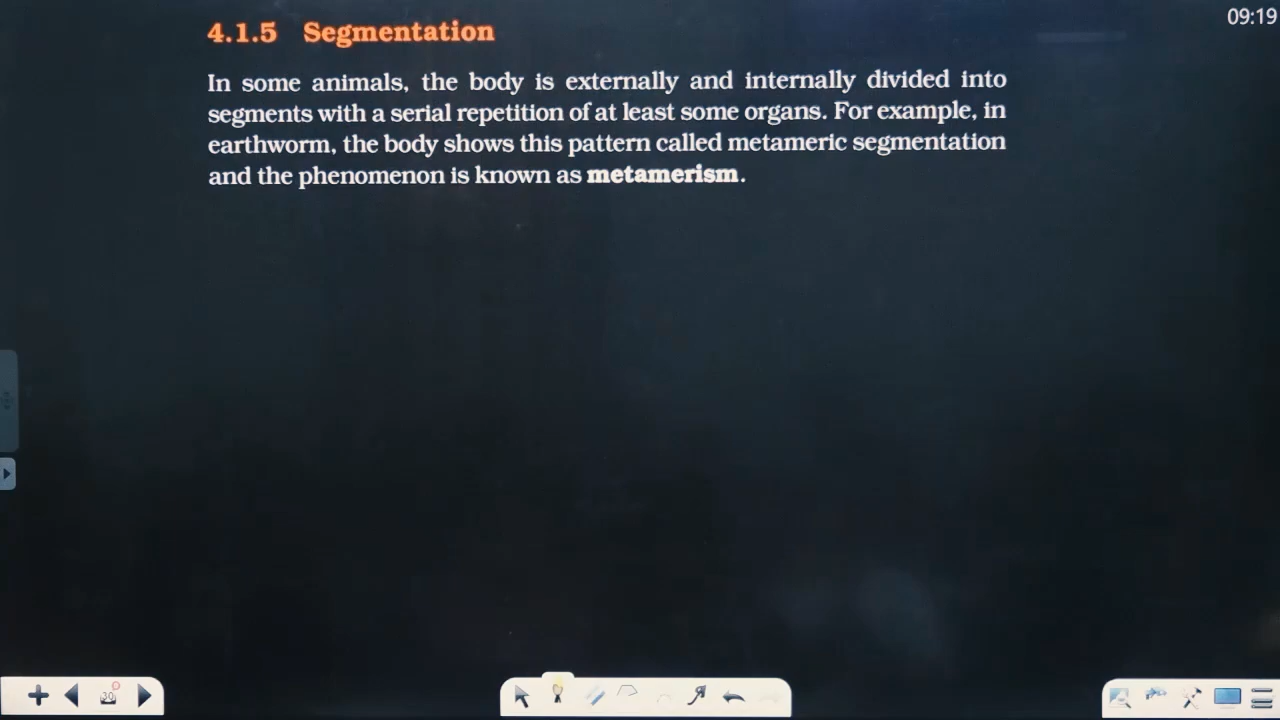 09:19
4.1.5 Segmentation
In some animals, the body is externally and internally divided into
segments with a serial repetition of at least some organs. For example, in
earthworm, the body shows this pattern called metameric segmentation
and the phenomenon is known as metamerism.
30